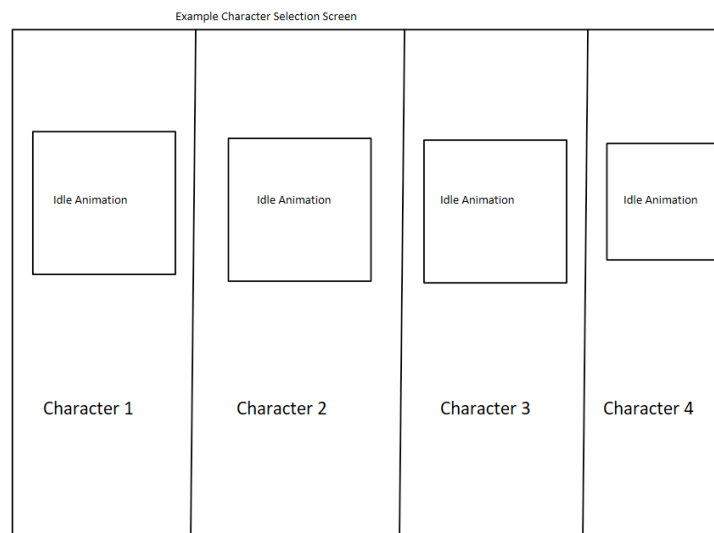 Example Character Selection Screen
Idle Animation
Idle Animation
Idle Animation
Idle Animation
Character 1
Character 2
Character 3
Character 4